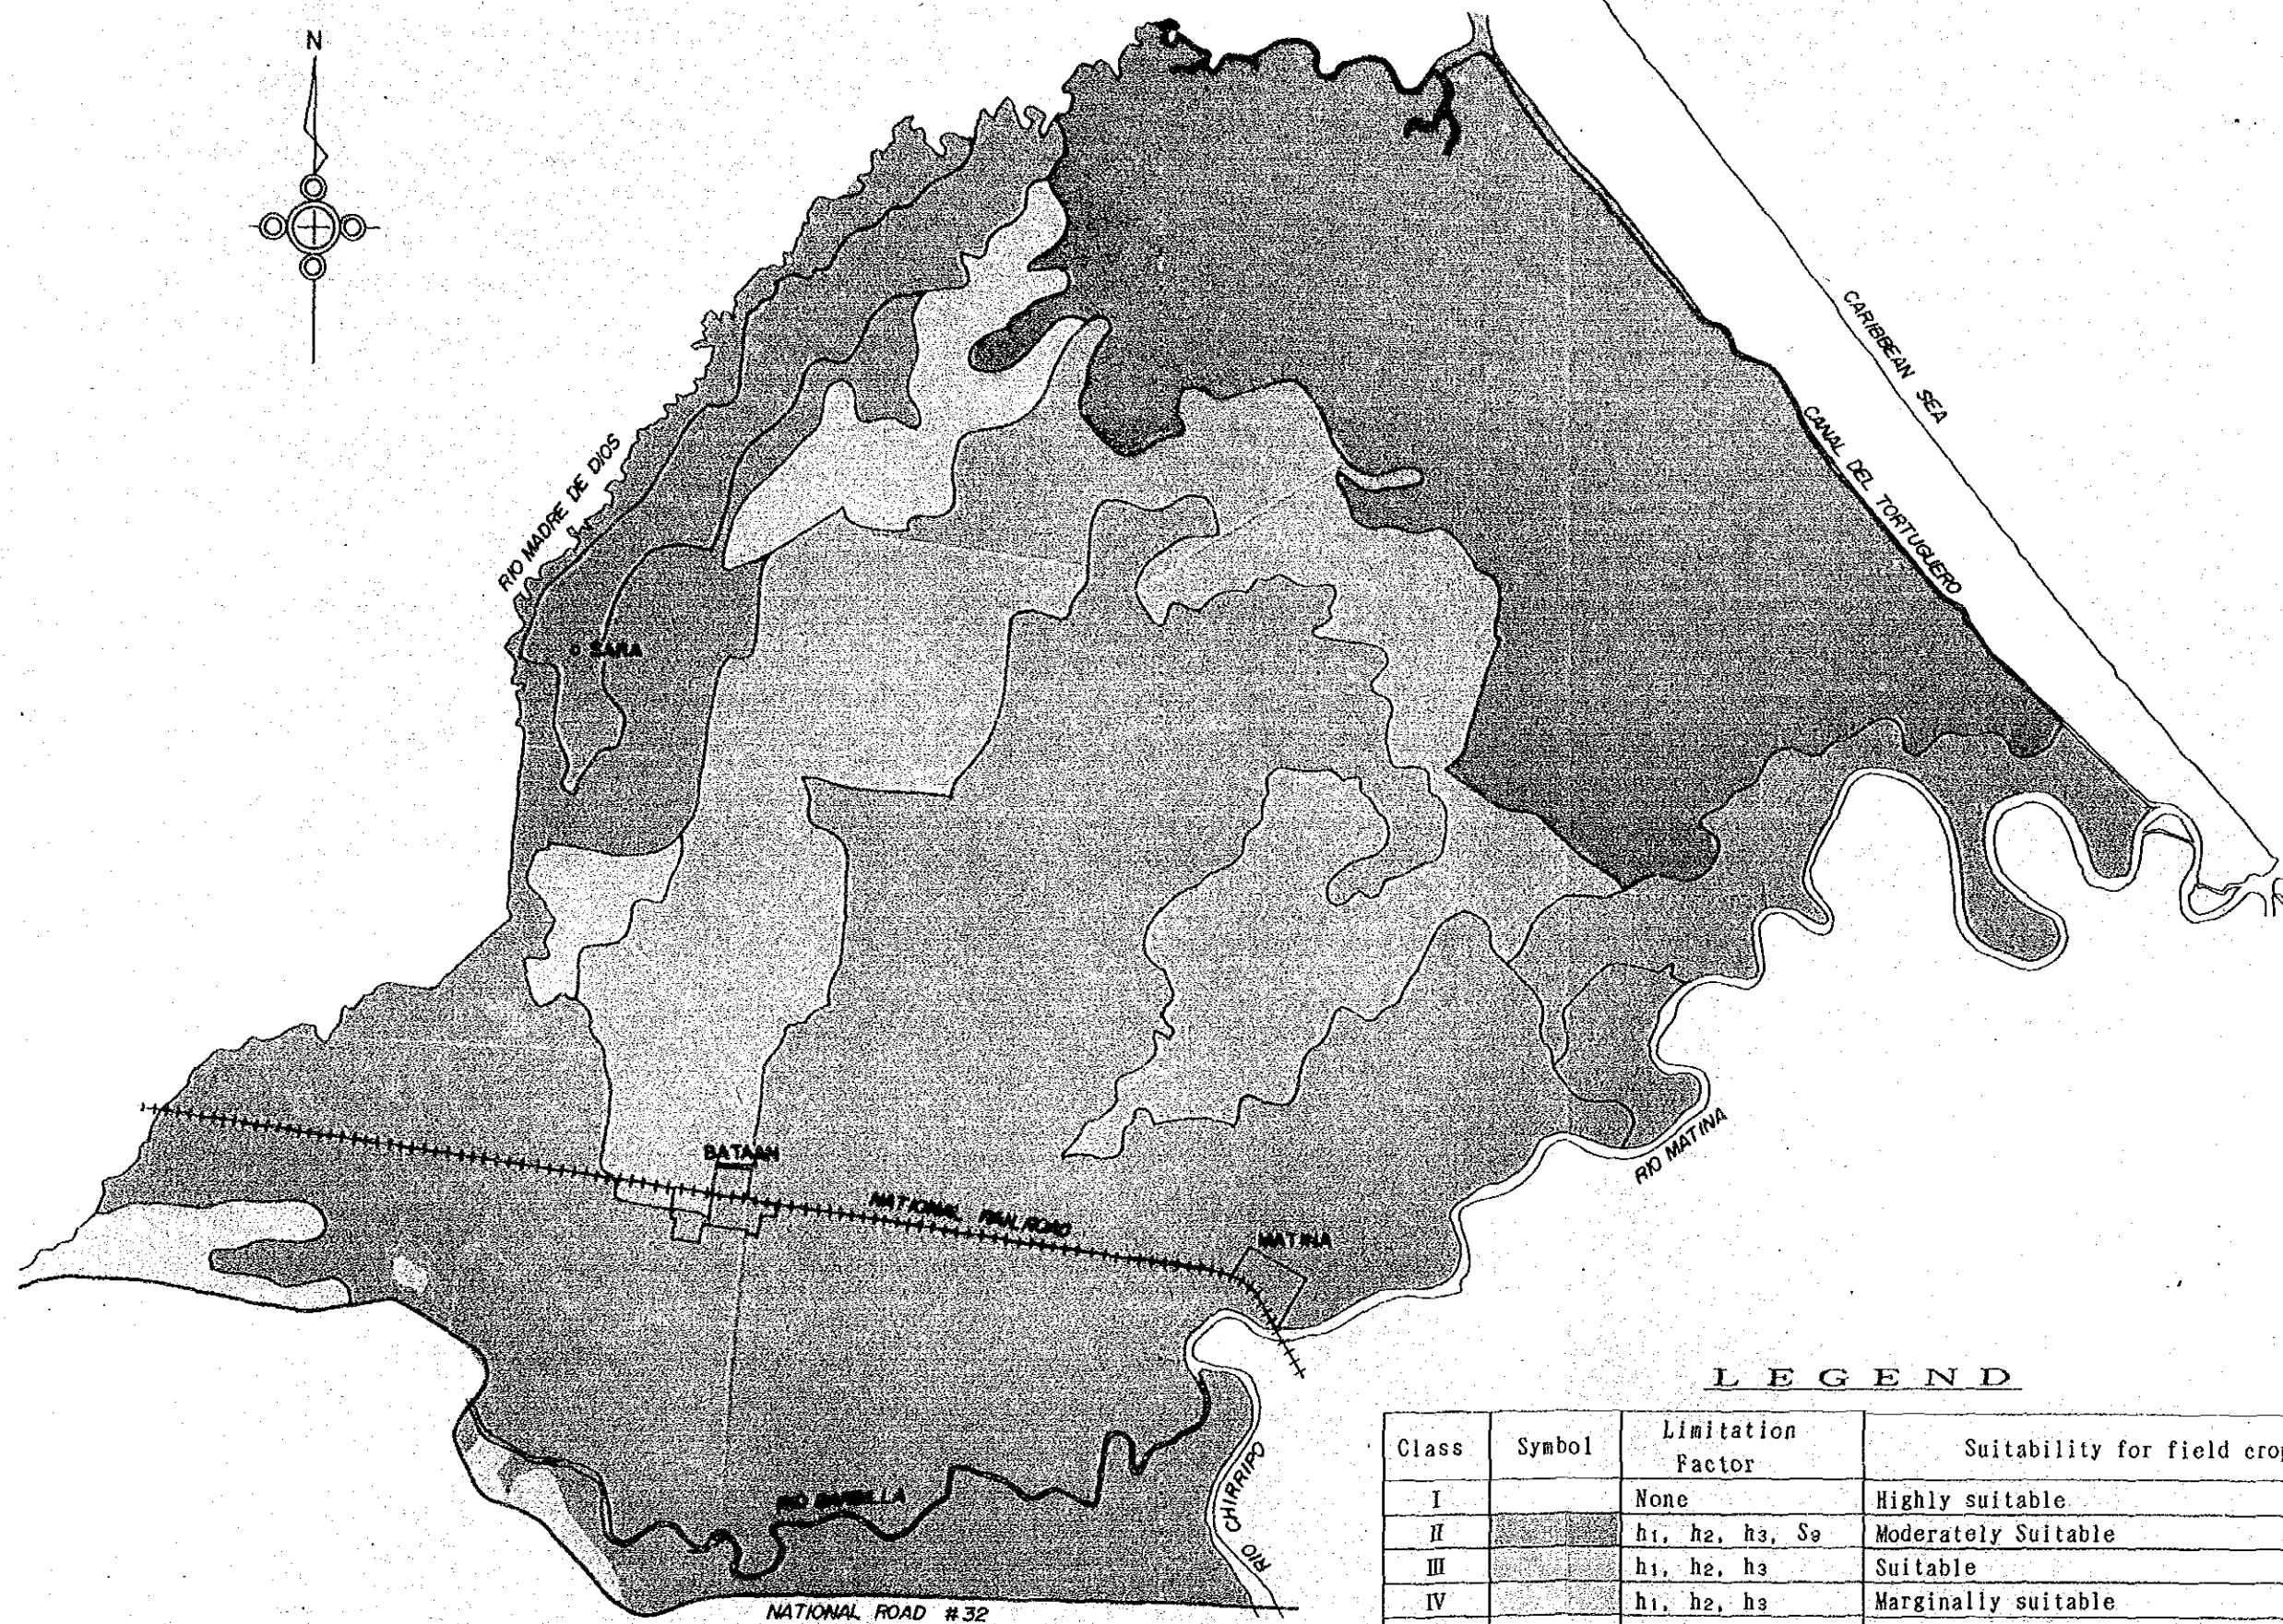 N
CARIBBEAN SEA
CANAL DEL TORTUGUERO
RIO MADRE DE DIOS
SARA
BATAAN
NATIONAL RAILROAD
MATINA
RIO MATINA
RIO CHIRRIPO
NATIONAL ROAD #32
LEGEND
Class Symbol Limitation Factor Suitability for field crop
I None Highly suitable
II h1, h2, h3, S Moderately Suitable
III h1, h2, h3 Suitable
IV h1, h2, h3 Marginally suitable